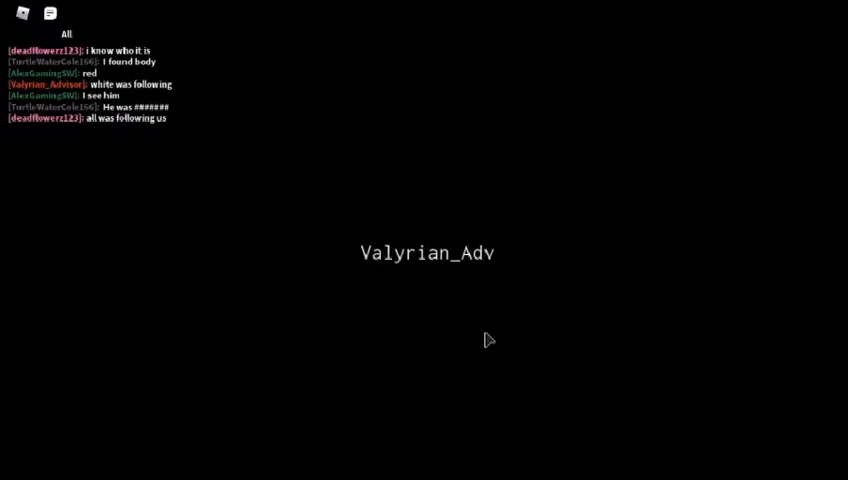 All
[deadflowerz123]: i know who it is
[TurtleWaterCole166]: I found body
[AlexGamingSW]: red
[Valyrian_Advisor]: white was following
[AlexGamingSW]: I see him
[TurtleWaterCole166]: He was #######
[deadflowerz123]: all was following us
Valyrian_Adv